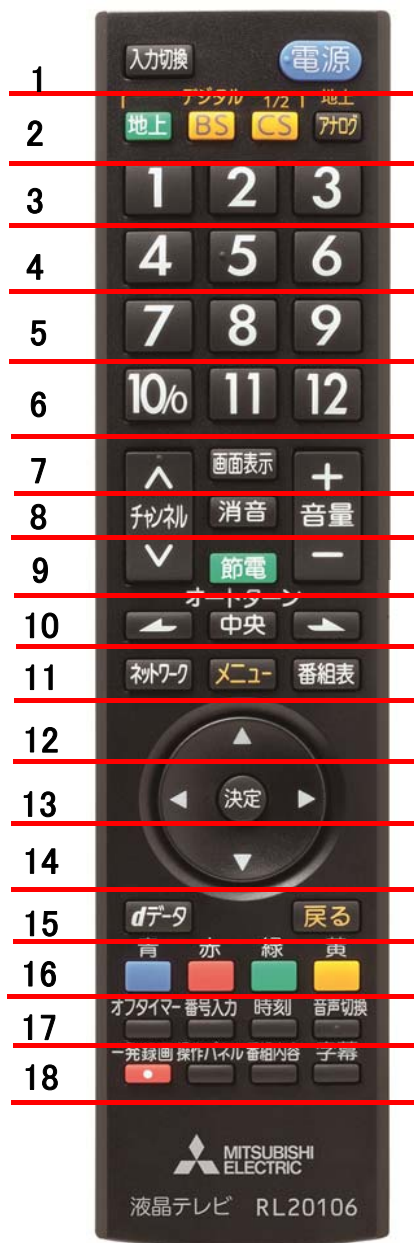 1 入力切換 電源
デジタル 1/2 地上
2 地上 BS CS アナログ
3 1 2 3
4 4 5 6
5 7 8 9
6 10/0 11 12
7 画面表示 +
8 チャンネル 消音 音量
9 節電 −
オートターン
10 中央
11 ネットワーク メニュー 番組表
12 ▲
13 ◀ 決定 ▶
14 ▼
15 dデータ 戻る
青 赤 緑 黄
16
オフタイマー 番号入力 時刻 音声切換
17
一発録画 操作パネル 番組内容 字幕
18
MITSUBISHI
ELECTRIC
液晶テレビ RL20106